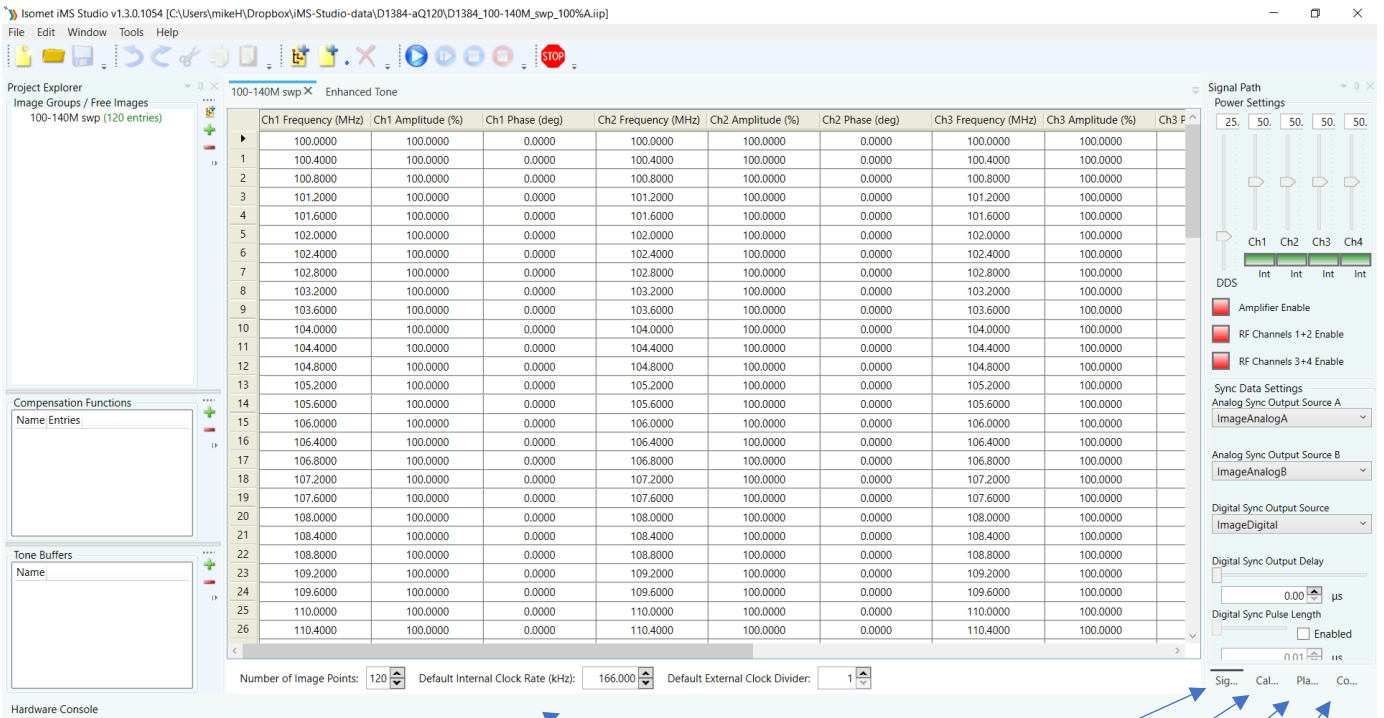 Isomet iMS Studio v1.3.0.1054 [C:\Users\mikeH\Dropbox\iMS-Studio-data\D1384-aQ120\D1384_100-140M_swp_100%A.iip]
File Edit Window Tools Help
STOP
Project Explorer
Image Groups / Free Images
100-140M swp (120 entries)
Compensation Functions
Name Entries
Tone Buffers
Name
100-140M swp Enhanced Tone
Ch1 Frequency (MHz) Ch1 Amplitude (%) Ch1 Phase (deg) Ch2 Frequency (MHz) Ch2 Amplitude (%) Ch2 Phase (deg) Ch3 Frequency (MHz) Ch3 Amplitude (%) Ch3 P
100.0000 100.0000 0.0000 100.0000 100.0000 0.0000 100.0000 100.0000
1 100.4000 100.0000 0.0000 100.4000 100.0000 0.0000 100.4000 100.0000
2 100.8000 100.0000 0.0000 100.8000 100.0000 0.0000 100.8000 100.0000
3 101.2000 100.0000 0.0000 101.2000 100.0000 0.0000 101.2000 100.0000
4 101.6000 100.0000 0.0000 101.6000 100.0000 0.0000 101.6000 100.0000
5 102.0000 100.0000 0.0000 102.0000 100.0000 0.0000 102.0000 100.0000
6 102.4000 100.0000 0.0000 102.4000 100.0000 0.0000 102.4000 100.0000
7 102.8000 100.0000 0.0000 102.8000 100.0000 0.0000 102.8000 100.0000
8 103.2000 100.0000 0.0000 103.2000 100.0000 0.0000 103.2000 100.0000
9 103.6000 100.0000 0.0000 103.6000 100.0000 0.0000 103.6000 100.0000
10 104.0000 100.0000 0.0000 104.0000 100.0000 0.0000 104.0000 100.0000
11 104.4000 100.0000 0.0000 104.4000 100.0000 0.0000 104.4000 100.0000
12 104.8000 100.0000 0.0000 104.8000 100.0000 0.0000 104.8000 100.0000
13 105.2000 100.0000 0.0000 105.2000 100.0000 0.0000 105.2000 100.0000
14 105.6000 100.0000 0.0000 105.6000 100.0000 0.0000 105.6000 100.0000
15 106.0000 100.0000 0.0000 106.0000 100.0000 0.0000 106.0000 100.0000
16 106.4000 100.0000 0.0000 106.4000 100.0000 0.0000 106.4000 100.0000
17 106.8000 100.0000 0.0000 106.8000 100.0000 0.0000 106.8000 100.0000
18 107.2000 100.0000 0.0000 107.2000 100.0000 0.0000 107.2000 100.0000
19 107.6000 100.0000 0.0000 107.6000 100.0000 0.0000 107.6000 100.0000
20 108.0000 100.0000 0.0000 108.0000 100.0000 0.0000 108.0000 100.0000
21 108.4000 100.0000 0.0000 108.4000 100.0000 0.0000 108.4000 100.0000
22 108.8000 100.0000 0.0000 108.8000 100.0000 0.0000 108.8000 100.0000
23 109.2000 100.0000 0.0000 109.2000 100.0000 0.0000 109.2000 100.0000
24 109.6000 100.0000 0.0000 109.6000 100.0000 0.0000 109.6000 100.0000
25 110.0000 100.0000 0.0000 110.0000 100.0000 0.0000 110.0000 100.0000
26 110.4000 100.0000 0.0000 110.4000 100.0000 0.0000 110.4000 100.0000
Number of Image Points: 120 Default Internal Clock Rate (kHz): 166.000 Default External Clock Divider: 1
Signal Path
Power Settings
25. 50. 50. 50. 50.
Ch1 Ch2 Ch3 Ch4
Int Int Int Int
DDS
Amplifier Enable
RF Channels 1+2 Enable
RF Channels 3+4 Enable
Sync Data Settings
Analog Sync Output Source A
ImageAnalogA
Analog Sync Output Source B
ImageAnalogB
Digital Sync Output Source
ImageDigital
Digital Sync Output Delay
0.00 µs
Digital Sync Pulse Length
Enabled
0.01 µs
Sig... Cal... Pla... Co...
Hardware Console